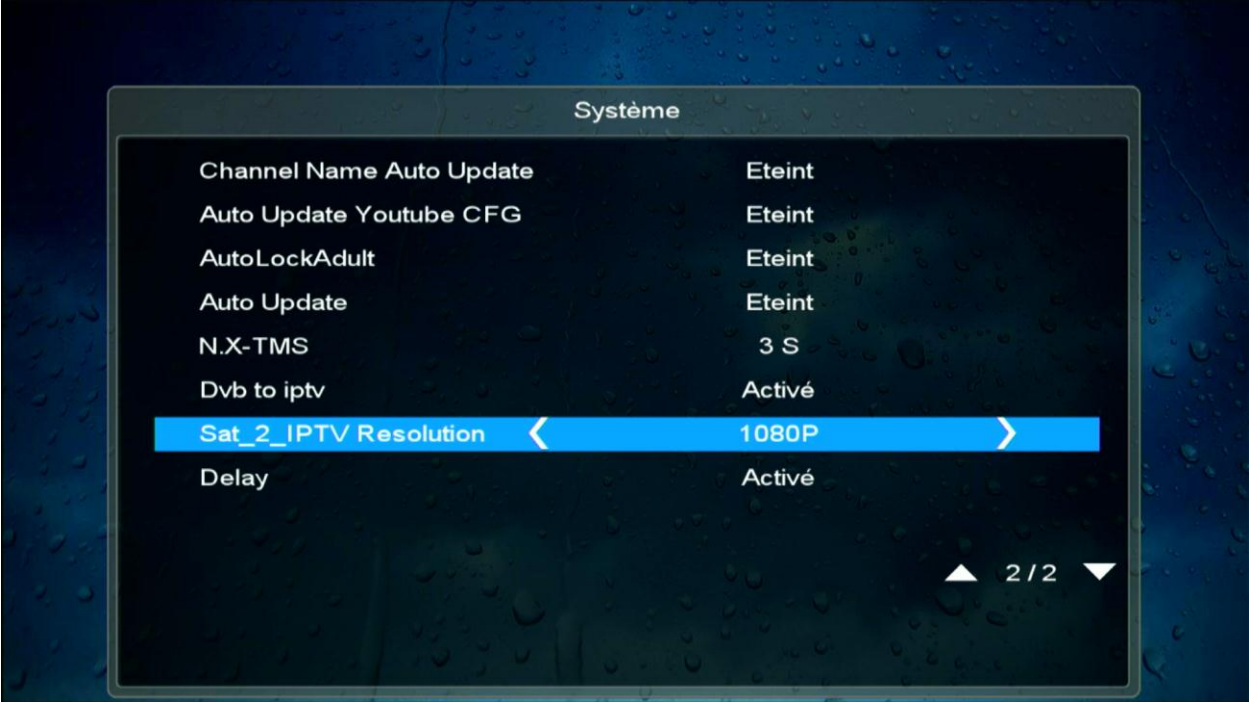 Système
Channel Name Auto Update Eteint
Auto Update Youtube CFG Eteint
AutoLockAdult Eteint
Auto Update Eteint
N.X-TMS 3 S
Dvb to iptv Activé
Sat_2_IPTV Resolution 1080P
Delay Activé
2/2